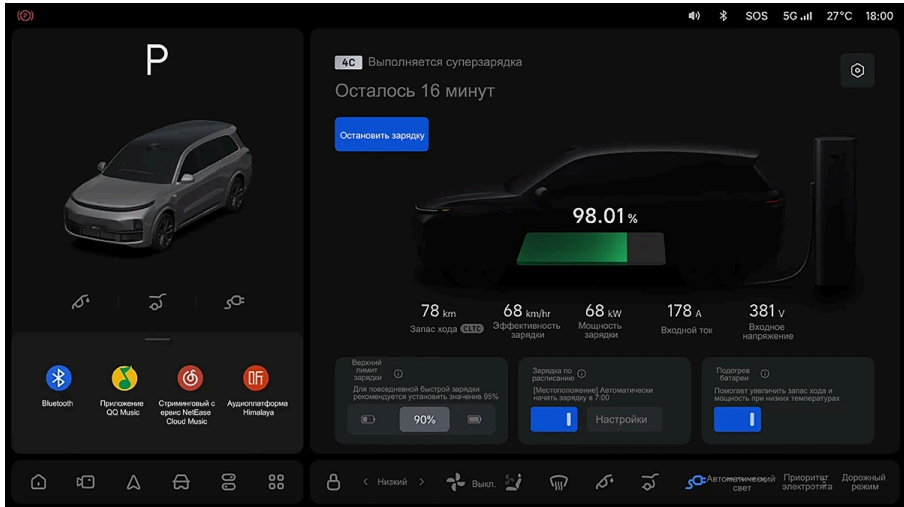 SOS 5G 27°C 18:00
P
4C Выполняется суперзарядка
Осталось 16 минут
Остановить зарядку
98.01 %
78 km
Запас хода CLTC
68 km/hr
Эффективность
зарядки
68 kW
Мощность
зарядки
178 A
Входной ток
381 V
Входное
напряжение
Bluetooth
Приложение
QQ Music
Стриминговый с
ервис NetEase
Cloud Music
Аудиоплатформа
Himalaya
Верхний
лимит
зарядки
Для повседневной быстрой зарядки
рекомендуется установить значение 95%
90%
Зарядка по
расписанию
[Местоположение] Автоматически
нечать зарядку в 7:00
Настройки
Подогрев
батареи
Помогает увеличить запас хода и
мощность при низких температурах
< Низкий >
Выкл.
Автоматический
свет
Приоритет
электротяга
Дорожный
режим